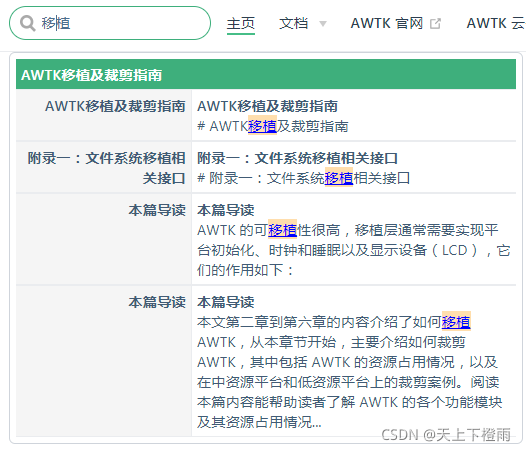 移植
主页
文档
AWTK 官网
AWTK 云
AWTK移植及裁剪指南
AWTK移植及裁剪指南
AWTK移植及裁剪指南
# AWTK移植及裁剪指南
附录一：文件系统移植相
关接口
附录一：文件系统移植相关接口
# 附录一：文件系统移植相关接口
本篇导读
本篇导读
AWTK 的可移植性很高，移植层通常需要实现平
台初始化、时钟和睡眠以及显示设备（LCD），它
们的作用如下：
本篇导读
本篇导读
本文第二章到第六章的内容介绍了如何移植
AWTK，从本章节开始，主要介绍如何裁剪
AWTK，其中包括 AWTK 的资源占用情况，以及
在中资源平台和低资源平台上的裁剪案例。阅读
本篇内容能帮助读者了解 AWTK 的各个功能模块
及其资源占用情况...
CSDN @天上下橙雨